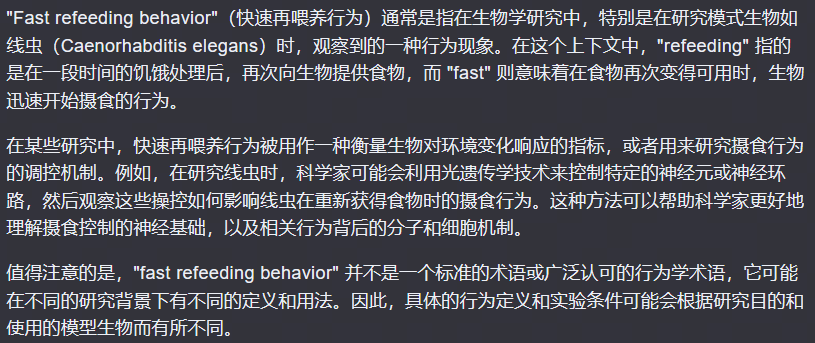 "Fast refeeding behavior"（快速再喂养行为）通常是指在生物学研究中，特别是在研究模式生物如
线虫（Caenorhabditis elegans）时，观察到的一种行为现象。在这个上下文中，"refeeding" 指的
是在一段时间的饥饿处理后，再次向生物提供食物，而 "fast" 则意味着在食物再次变得可用时，生物
迅速开始摄食的行为。
在某些研究中，快速再喂养行为被用作一种衡量生物对环境变化响应的指标，或者用来研究摄食行为
的调控机制。例如，在研究线虫时，科学家可能会利用光遗传学技术来控制特定的神经元或神经环
路，然后观察这些操控如何影响线虫在重新获得食物时的摄食行为。这种方法可以帮助科学家更好地
理解摄食控制的神经基础，以及相关行为背后的分子和细胞机制。
值得注意的是，"fast refeeding behavior" 并不是一个标准的术语或广泛认可的行为学术语，它可能
在不同的研究背景下有不同的定义和用法。因此，具体的行为定义和实验条件可能会根据研究目的和
使用的模型生物而有所不同。